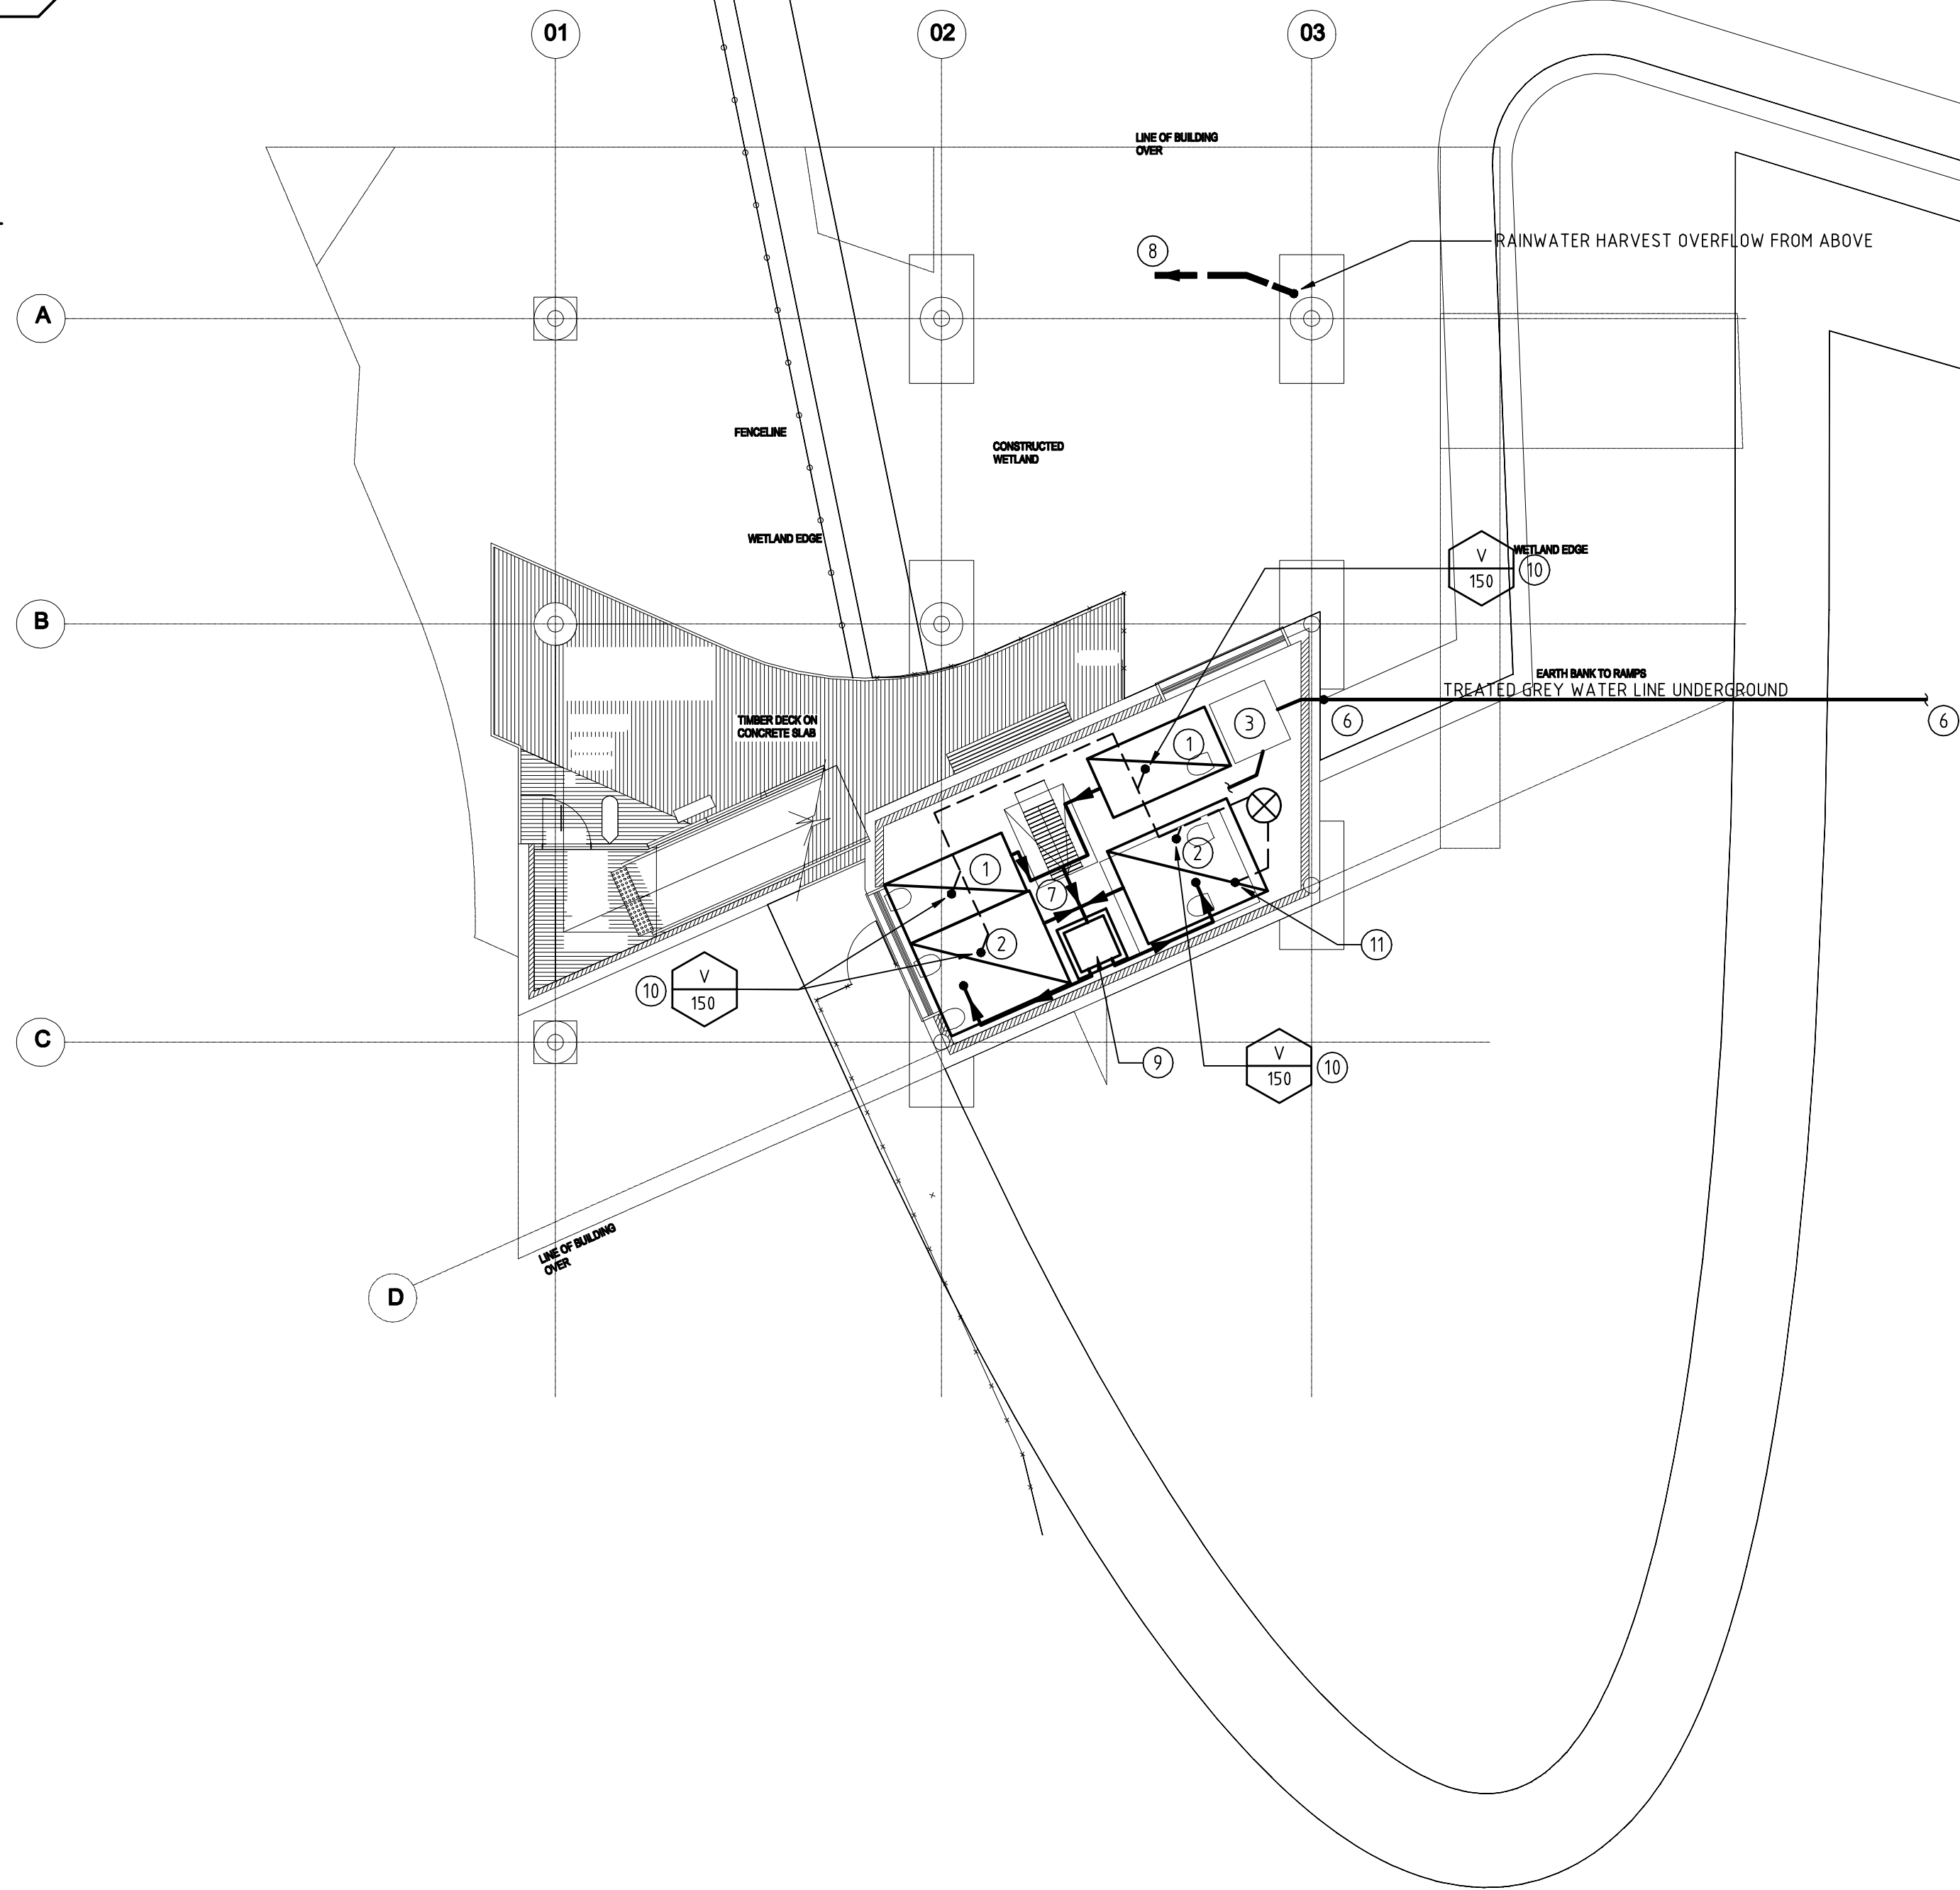 01
02
03
LINE OF BUILDING
OVER
RAINWATER HARVEST OVERFLOW FROM ABOVE
8
A
FENCELINE
CONSTRUCTED
WETLAND
WETLAND EDGE
V
150
10
WETLAND EDGE
B
EARTH BANK TO RAMPS
TREATED GREY WATER LINE UNDERGROUND
6
6
TIMBER DECK ON
CONCRETE SLAB
3
1
2
1
7
2
11
10
V
150
9
V
150
10
C
LINE OF BUILDING
OVER
D